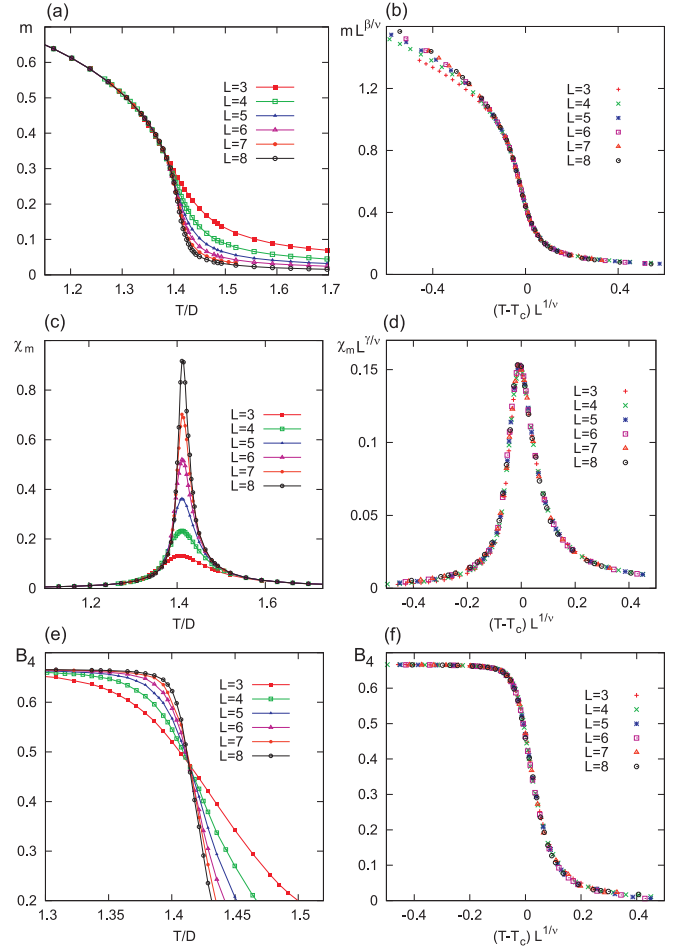 (a)
m
0.6
0.5
0.4
0.3
0.2
0.1
0
1.2 1.3 1.4 1.5 1.6 1.7
T/D
L=3
L=4
L=5
L=6
L=7
L=8
(b)
m L^{β/ν}
1.6
1.2
0.8
0.4
0
-0.4 0 0.4
(T-T_c) L^{1/ν}
L=3
L=4
L=5
L=6
L=7
L=8
(c)
χ_m
1
0.8
0.6
0.4
0.2
0
1.2 1.4 1.6
T/D
L=3
L=4
L=5
L=6
L=7
L=8
(d)
χ_m L^{γ/ν}
0.15
0.1
0.05
0
-0.4 -0.2 0 0.2 0.4
(T-T_c) L^{1/ν}
L=3
L=4
L=5
L=6
L=7
L=8
(e)
B_4
0.6
0.5
0.4
0.3
0.2
1.3 1.35 1.4 1.45 1.5
T/D
L=3
L=4
L=5
L=6
L=7
L=8
(f)
B_4
0.6
0.5
0.4
0.3
0.2
0.1
0
-0.4 -0.2 0 0.2 0.4
(T-T_c) L^{1/ν}
L=3
L=4
L=5
L=6
L=7
L=8